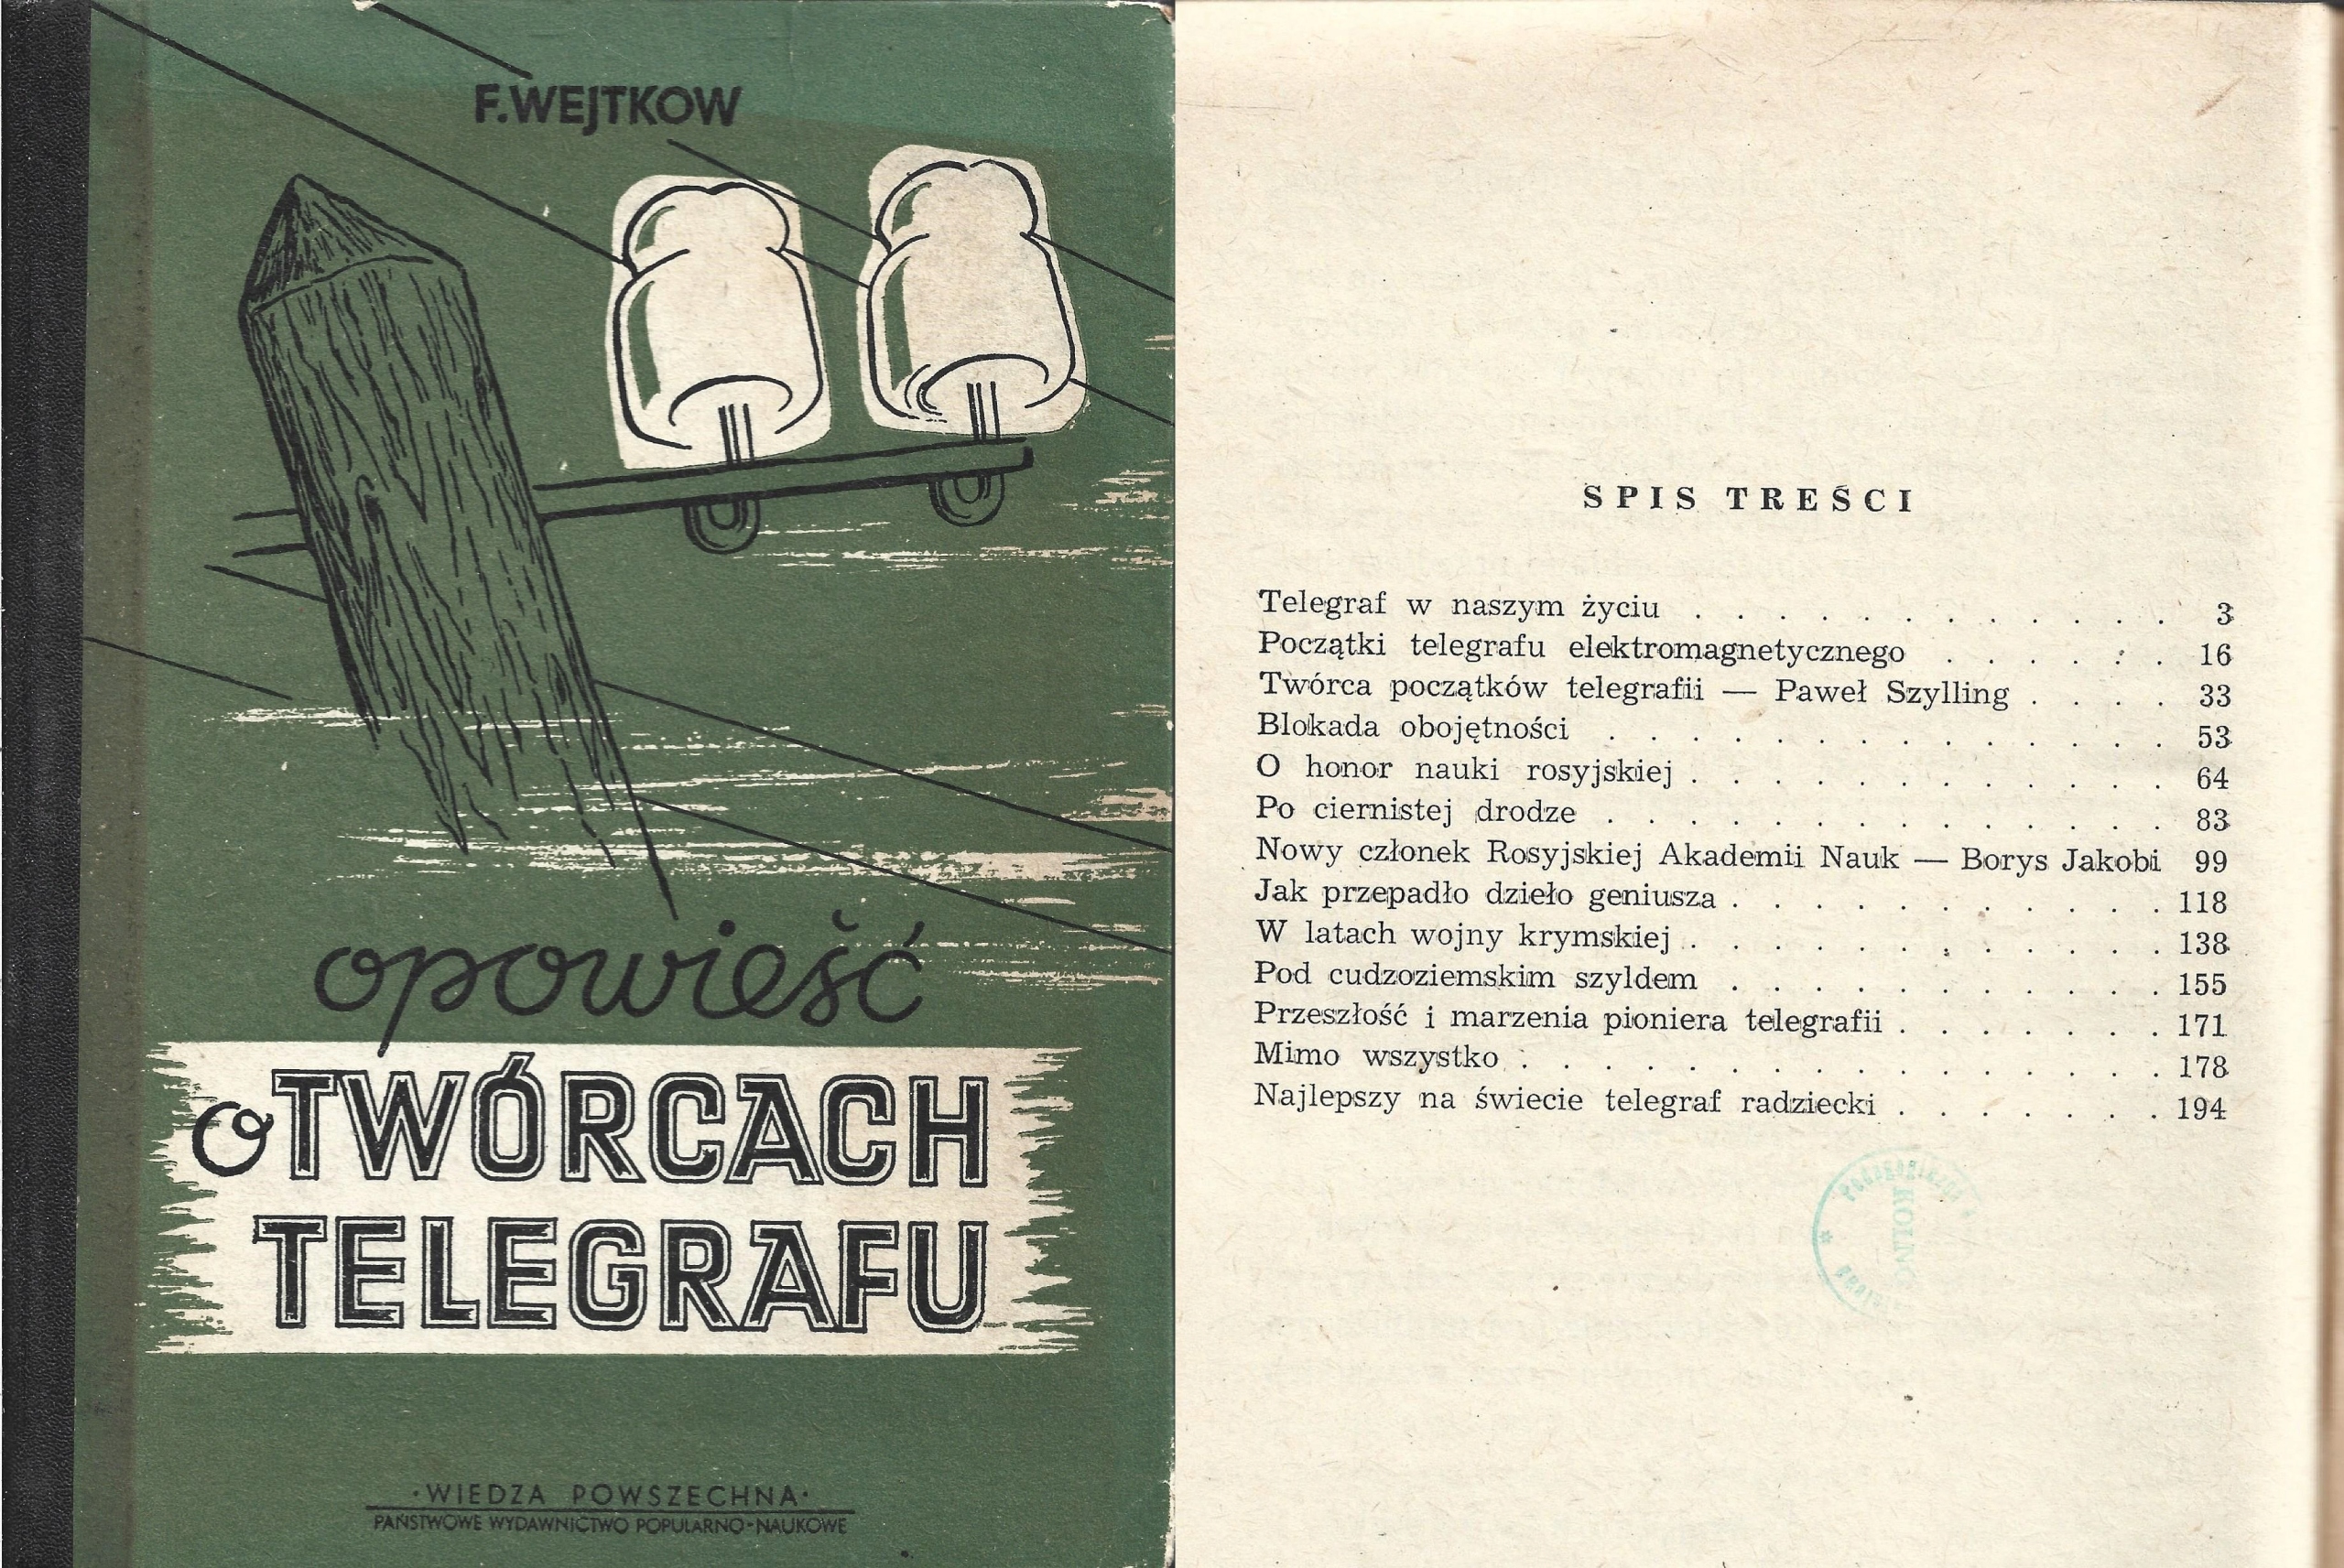 F. WEJTKOW
opowieść
o TWÓRCACH
TELEGRAFU
·WIEDZA POWSZECHNA·
PAŃSTWOWE WYDAWNICTWO POPULARNO-NAUKOWE
SPIS TREŚCI
Telegraf w naszym życiu . . . . . . . . . . . . 3
Początki telegrafu elektromagnetycznego . . . . . . 16
Twórca początków telegrafii — Paweł Szylling . . . . 33
Blokada obojętności . . . . . . . . . . . . . . 53
O honor nauki rosyjskiej . . . . . . . . . . . . 64
Po ciernistej drodze . . . . . . . . . . . . . . 83
Nowy członek Rosyjskiej Akademii Nauk — Borys Jakobi 99
Jak przepadło dzieło geniusza . . . . . . . . . . . 118
W latach wojny krymskiej . . . . . . . . . . . . 138
Pod cudzoziemskim szyldem . . . . . . . . . . . 155
Przeszłość i marzenia pioniera telegrafii . . . . . . . 171
Mimo wszystko . . . . . . . . . . . . . . . . 178
Najlepszy na świecie telegraf radziecki . . . . . . . 194